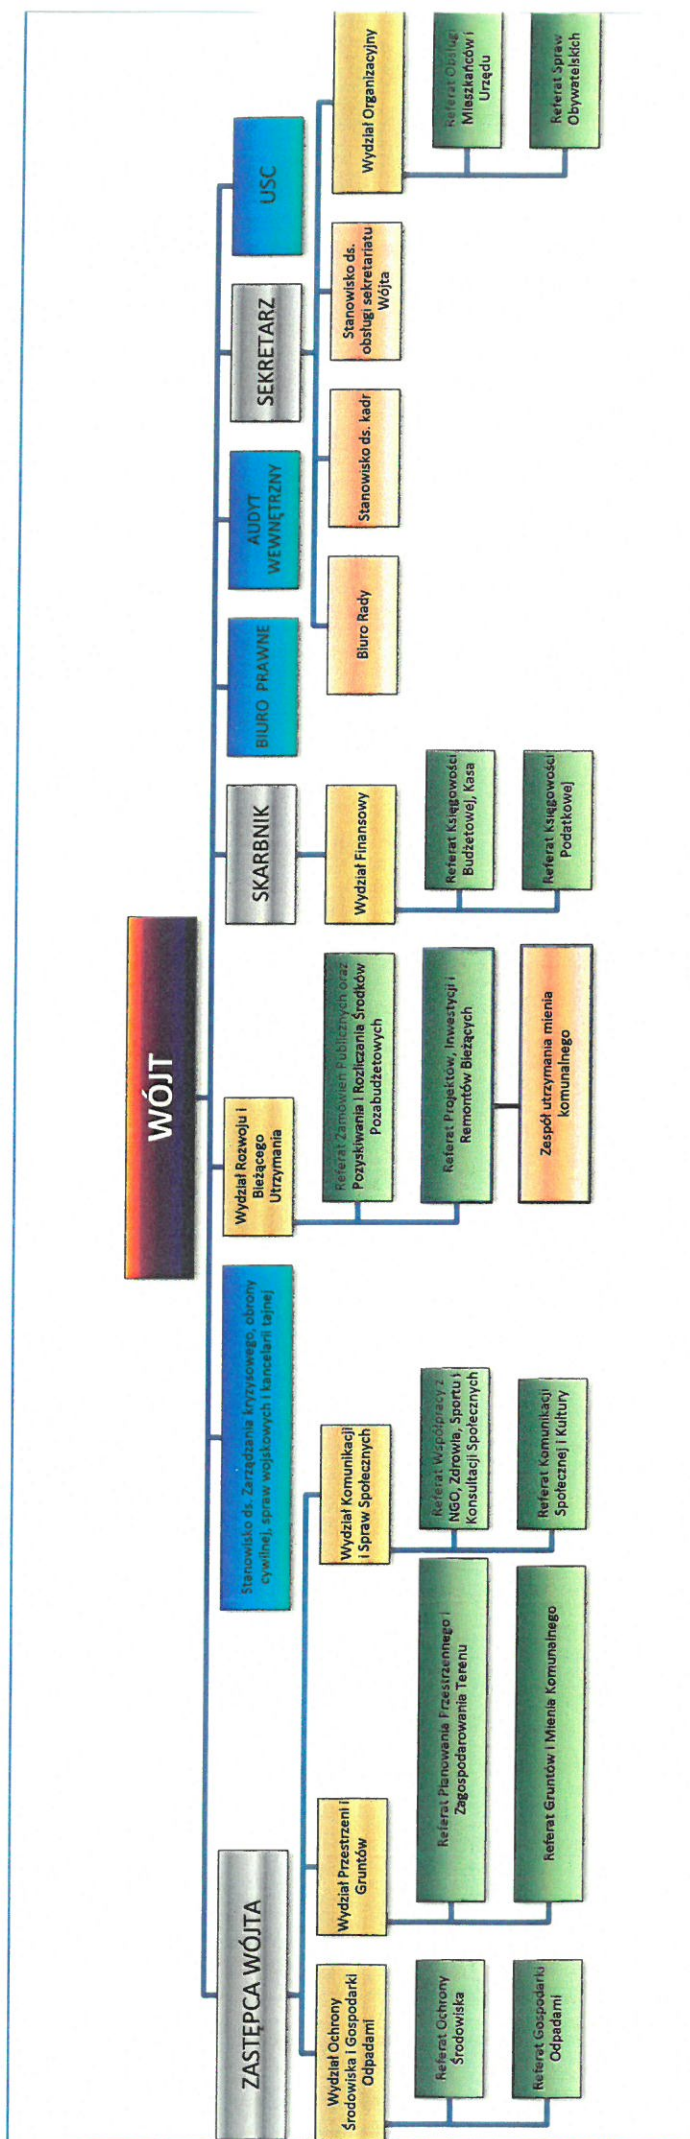 WÓJT
ZASTĘPCA WÓJTA
Stanowisko ds. Zarządzania kryzysowego, obrony
cywilnej, spraw wojskowych i kancelarii tajnej
Wydział Rozwoju i
Bieżącego
Utrzymania
SKARBNIK
BIURO PRAWNE
AUDYT
WEWNĘTRZNY
SEKRETARZ
USC
Wydział Ochrony
Środowiska i Gospodarki
Odpadami
Wydział Przestrzeni i
Gruntów
Wydział Komunikacji
i Spraw Społecznych
Referat Zamówień Publicznych oraz
Pozyskiwania i Rozliczania Środków
Pozabudżetowych
Wydział Finansowy
Biuro Rady
Stanowisko ds. kadr
Stanowisko ds.
obsługi sekretariatu
Wójta
Wydział Organizacyjny
Referat Ochrony
Środowiska
Referat Planowania Przestrzennego i
Zagospodarowania Terenu
Referat Współpracy z
NGO, Zdrowia, Sportu i
Konsultacji Społecznych
Referat Projektów, Inwestycji i
Remontów Bieżących
Referat Księgowości
Budżetowej, Kasa
Referat Obsługi
Mieszkańców i
Urzędu
Referat Gospodarki
Odpadami
Referat Gruntów i Mienia Komunalnego
Referat Komunikacji
Społecznej i Kultury
Zespół utrzymania mienia
komunalnego
Referat Księgowości
Podatkowej
Referat Spraw
Obywatelskich